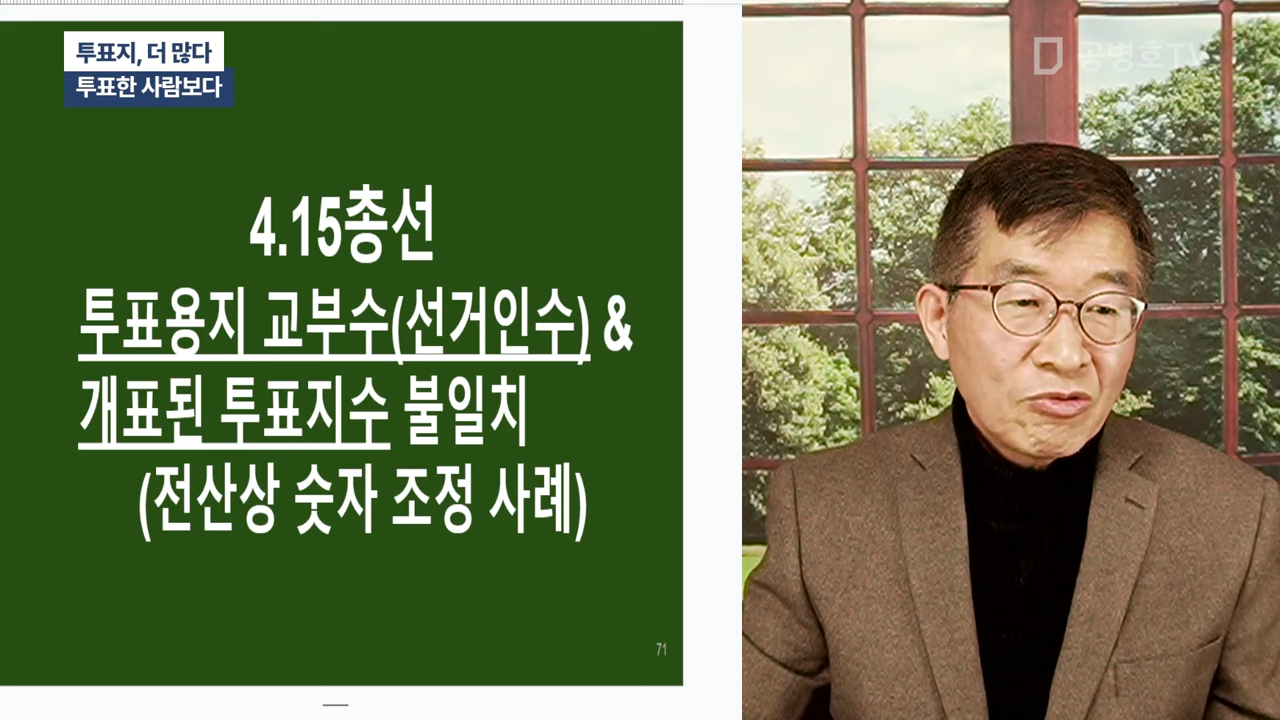 투표지, 더 많다
투표한 사람보다
공병호TV
4.15총선
투표용지 교부수(선거인수) &
개표된 투표지수 불일치
(전산상 숫자 조정 사례)
71